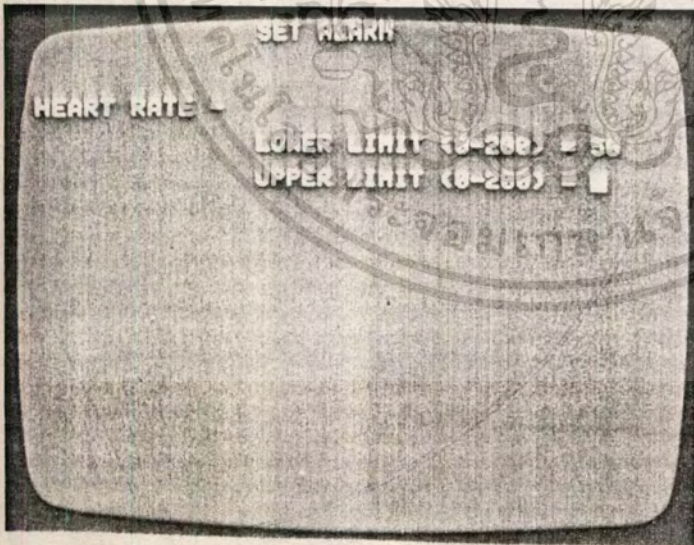 SET ALARM
HEART RATE -
LOWER LIMIT (0-200) = 50
UPPER LIMIT (0-200) =